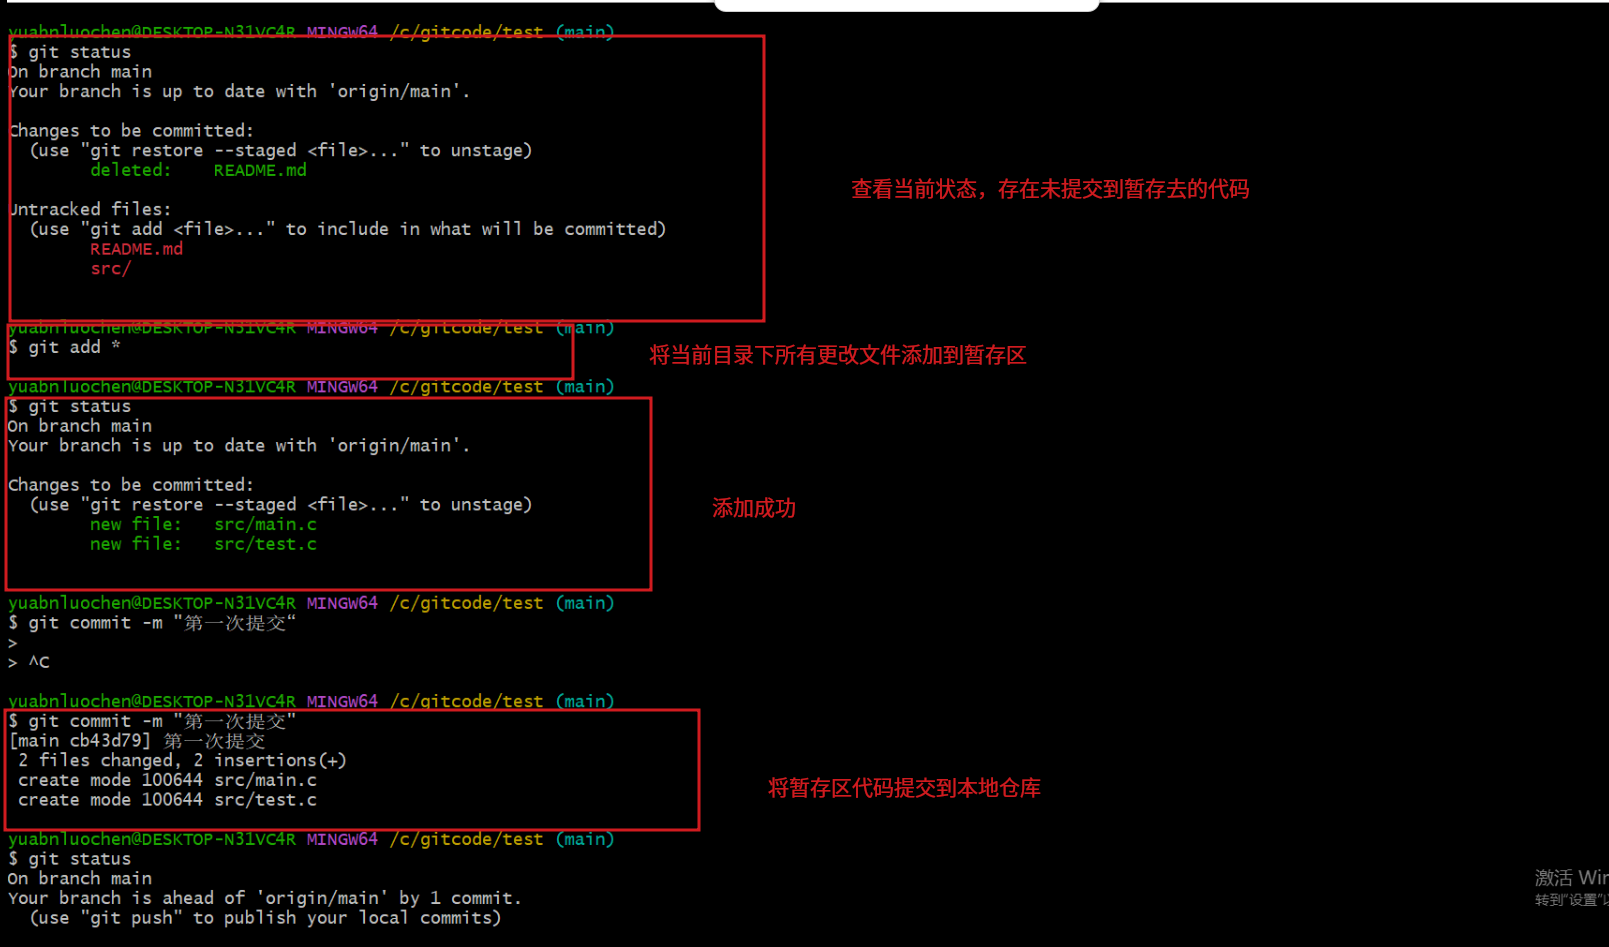 yuabnluochen@DESKTOP-N31VC4R MINGW64 /c/gitcode/test (main)
$ git status
On branch main
Your branch is up to date with 'origin/main'.
Changes to be committed:
(use "git restore --staged <file>..." to unstage)
deleted: README.md
查看当前状态，存在未提交到暂存去的代码
Untracked files:
(use "git add <file>..." to include in what will be committed)
README.md
src/
yuabnluochen@DESKTOP-N31VC4R MINGW64 /c/gitcode/test (main)
$ git add *
将当前目录下所有更改文件添加到暂存区
yuabnluochen@DESKTOP-N31VC4R MINGW64 /c/gitcode/test (main)
$ git status
On branch main
Your branch is up to date with 'origin/main'.
Changes to be committed:
(use "git restore --staged <file>..." to unstage)
添加成功
new file: src/main.c
new file: src/test.c
yuabnluochen@DESKTOP-N31VC4R MINGW64 /c/gitcode/test (main)
$ git commit -m "第一次提交“
>
> ^C
yuabnluochen@DESKTOP-N31VC4R MINGW64 /c/gitcode/test (main)
$ git commit -m "第一次提交"
[main cb43d79] 第一次提交
2 files changed, 2 insertions(+)
create mode 100644 src/main.c
将暂存区代码提交到本地仓库
create mode 100644 src/test.c
yuabnluochen@DESKTOP-N31VC4R MINGW64 /c/gitcode/test (main)
$ git status
On branch main
Your branch is ahead of 'origin/main' by 1 commit.
(use "git push" to publish your local commits)
激活 Win
转到"设置"以